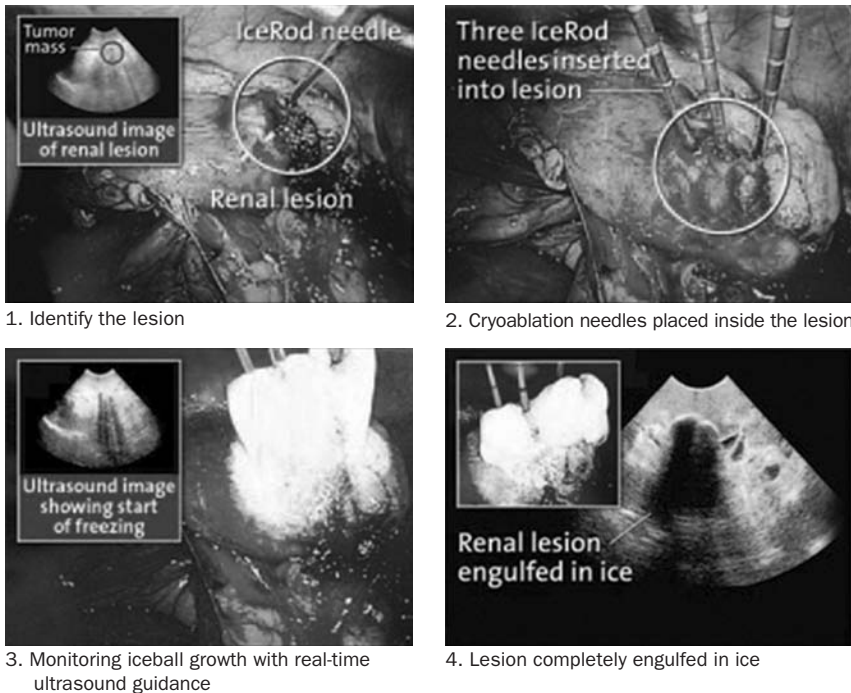 Tumor
mass
IceRod needle
Ultrasound image
of renal lesion
Renal lesion
1. Identify the lesion
Three IceRod
needles inserted
into lesion
2. Cryoablation needles placed inside the lesion
Ultrasound image
showing start
of freezing
3. Monitoring iceball growth with real-time
ultrasound guidance
Renal lesion
engulfed in ice
4. Lesion completely engulfed in ice